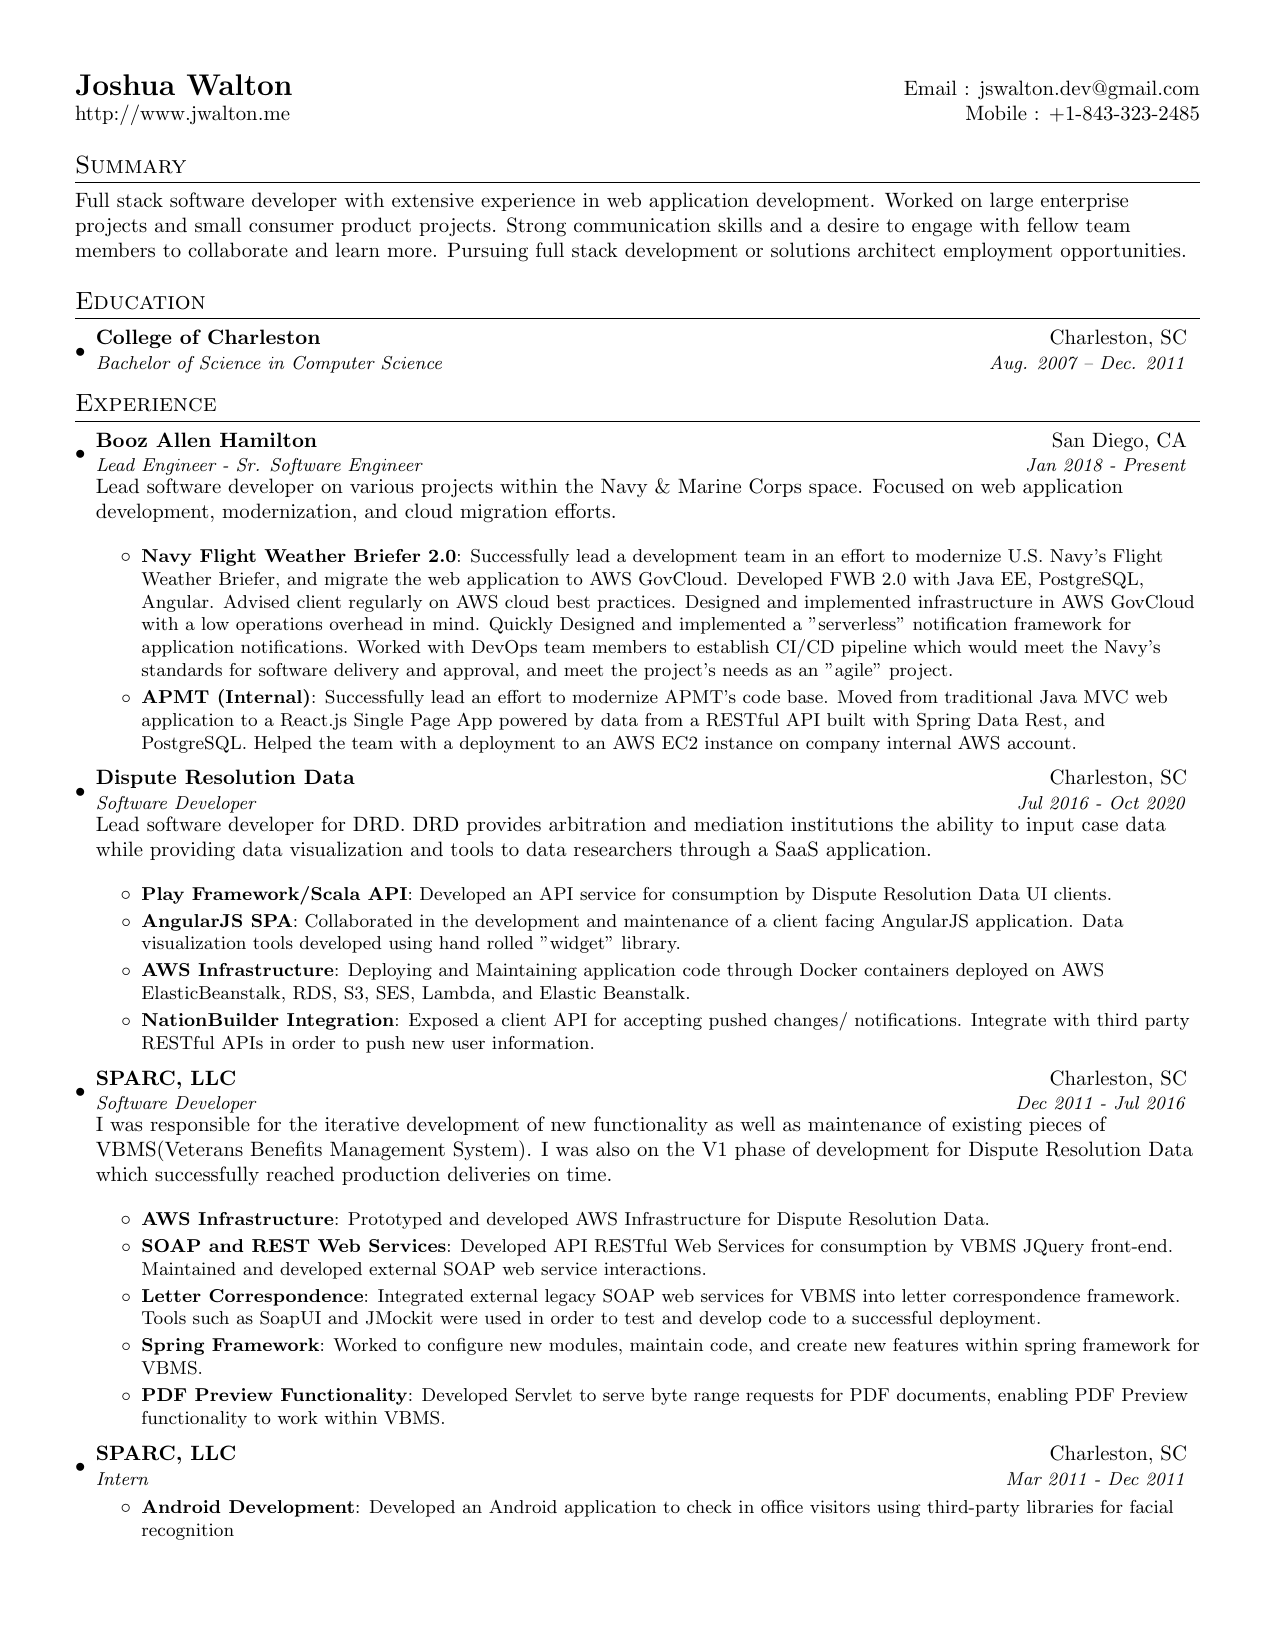 Joshua Walton
Email : jswalton.dev@gmail.com
http://www.jwalton.me
Mobile : +1-843-323-2485
Summary
Full stack software developer with extensive experience in web application development. Worked on large enterprise
projects and small consumer product projects. Strong communication skills and a desire to engage with fellow team
members to collaborate and learn more. Pursuing full stack development or solutions architect employment opportunities.
Education
• College of Charleston
Charleston, SC
Bachelor of Science in Computer Science
Aug. 2007 – Dec. 2011
Experience
• Booz Allen Hamilton
San Diego, CA
Lead Engineer - Sr. Software Engineer
Jan 2018 - Present
Lead software developer on various projects within the Navy & Marine Corps space. Focused on web application
development, modernization, and cloud migration efforts.
◦ Navy Flight Weather Briefer 2.0: Successfully lead a development team in an effort to modernize U.S. Navy's Flight
Weather Briefer, and migrate the web application to AWS GovCloud. Developed FWB 2.0 with Java EE, PostgreSQL,
Angular. Advised client regularly on AWS cloud best practices. Designed and implemented infrastructure in AWS GovCloud
with a low operations overhead in mind. Quickly Designed and implemented a ”serverless” notification framework for
application notifications. Worked with DevOps team members to establish CI/CD pipeline which would meet the Navy's
standards for software delivery and approval, and meet the project's needs as an ”agile” project.
◦ APMT (Internal): Successfully lead an effort to modernize APMT's code base. Moved from traditional Java MVC web
application to a React.js Single Page App powered by data from a RESTful API built with Spring Data Rest, and
PostgreSQL. Helped the team with a deployment to an AWS EC2 instance on company internal AWS account.
• Dispute Resolution Data
Charleston, SC
Software Developer
Jul 2016 - Oct 2020
Lead software developer for DRD. DRD provides arbitration and mediation institutions the ability to input case data
while providing data visualization and tools to data researchers through a SaaS application.
◦ Play Framework/Scala API: Developed an API service for consumption by Dispute Resolution Data UI clients.
◦ AngularJS SPA: Collaborated in the development and maintenance of a client facing AngularJS application. Data
visualization tools developed using hand rolled ”widget” library.
◦ AWS Infrastructure: Deploying and Maintaining application code through Docker containers deployed on AWS
ElasticBeanstalk, RDS, S3, SES, Lambda, and Elastic Beanstalk.
◦ NationBuilder Integration: Exposed a client API for accepting pushed changes/ notifications. Integrate with third party
RESTful APIs in order to push new user information.
• SPARC, LLC
Charleston, SC
Software Developer
Dec 2011 - Jul 2016
I was responsible for the iterative development of new functionality as well as maintenance of existing pieces of
VBMS(Veterans Benefits Management System). I was also on the V1 phase of development for Dispute Resolution Data
which successfully reached production deliveries on time.
◦ AWS Infrastructure: Prototyped and developed AWS Infrastructure for Dispute Resolution Data.
◦ SOAP and REST Web Services: Developed API RESTful Web Services for consumption by VBMS JQuery front-end.
Maintained and developed external SOAP web service interactions.
◦ Letter Correspondence: Integrated external legacy SOAP web services for VBMS into letter correspondence framework.
Tools such as SoapUI and JMockit were used in order to test and develop code to a successful deployment.
◦ Spring Framework: Worked to configure new modules, maintain code, and create new features within spring framework for
VBMS.
◦ PDF Preview Functionality: Developed Servlet to serve byte range requests for PDF documents, enabling PDF Preview
functionality to work within VBMS.
• SPARC, LLC
Charleston, SC
Intern
Mar 2011 - Dec 2011
◦ Android Development: Developed an Android application to check in office visitors using third-party libraries for facial
recognition